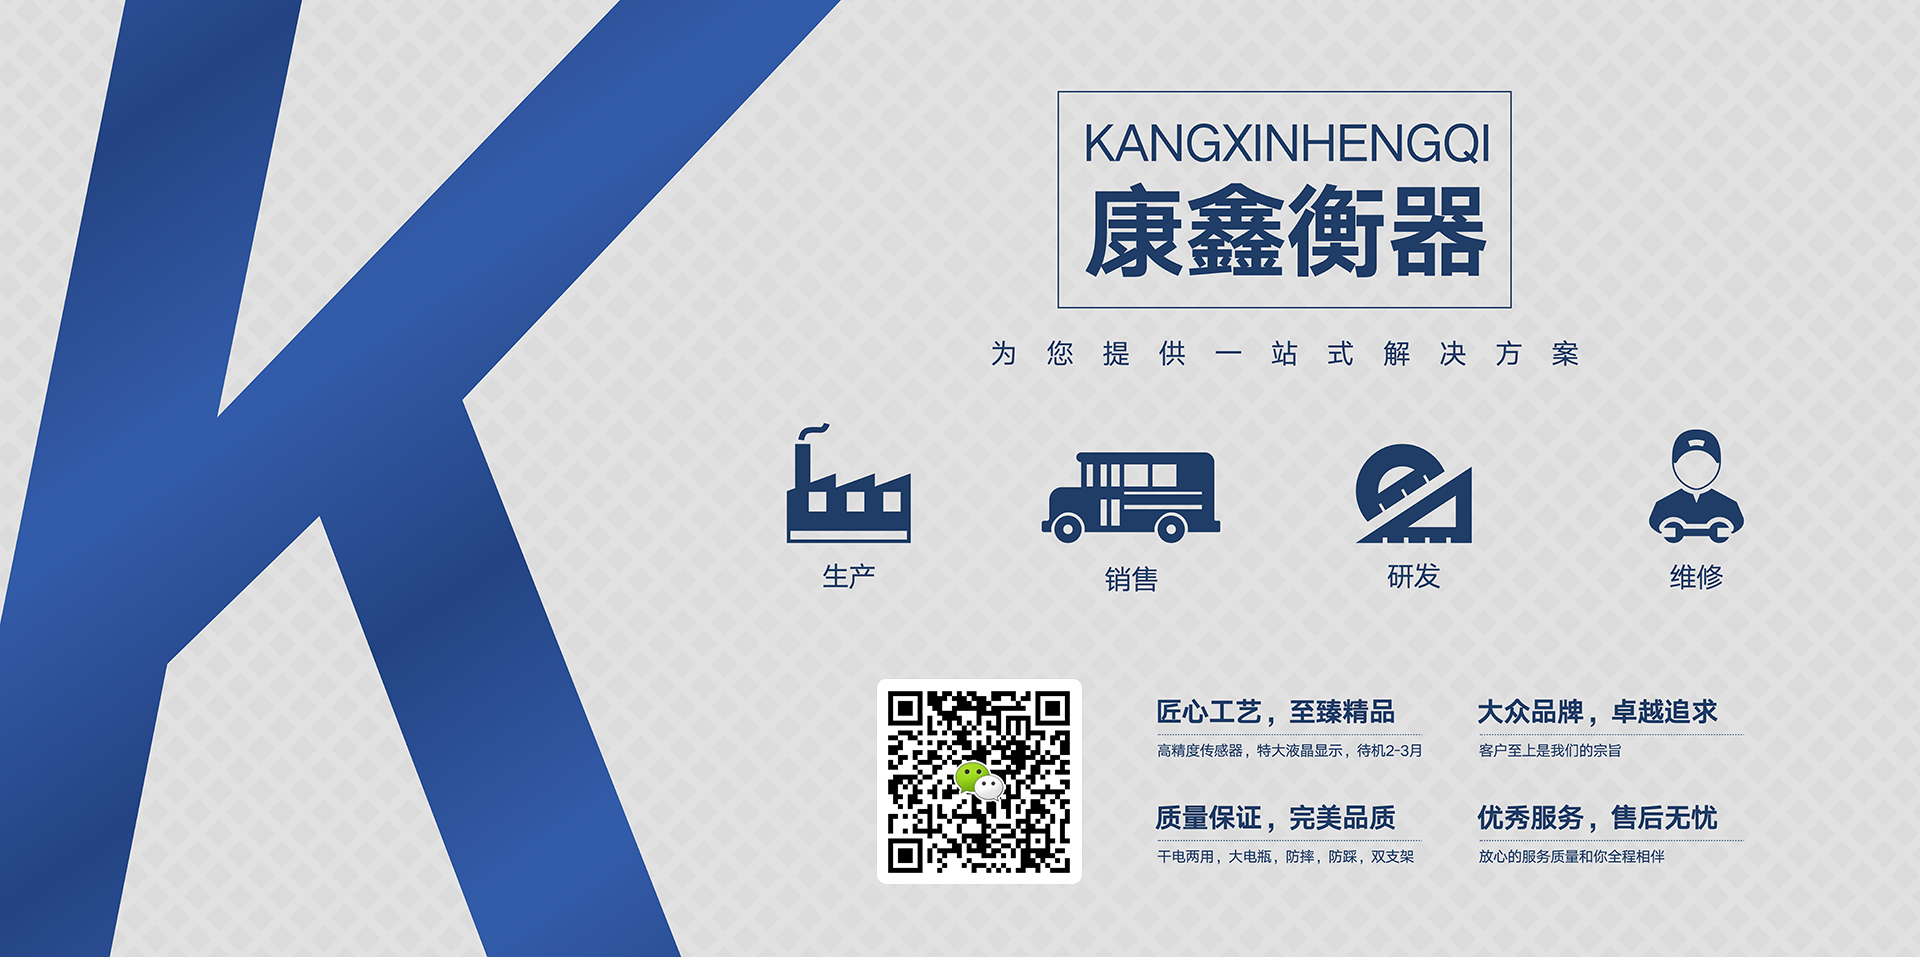 KANGXINHENGQI
康鑫衡器
为您提供一站式解决方案
生产
销售
研发
维修
匠心工艺，至臻精品
高精度传感器，特大液晶显示，待机2-3月
大众品牌，卓越追求
客户至上是我们的宗旨
质量保证，完美品质
干电两用，大电瓶，防摔，防踩，双支架
优秀服务，售后无忧
放心的服务质量和你全程相伴